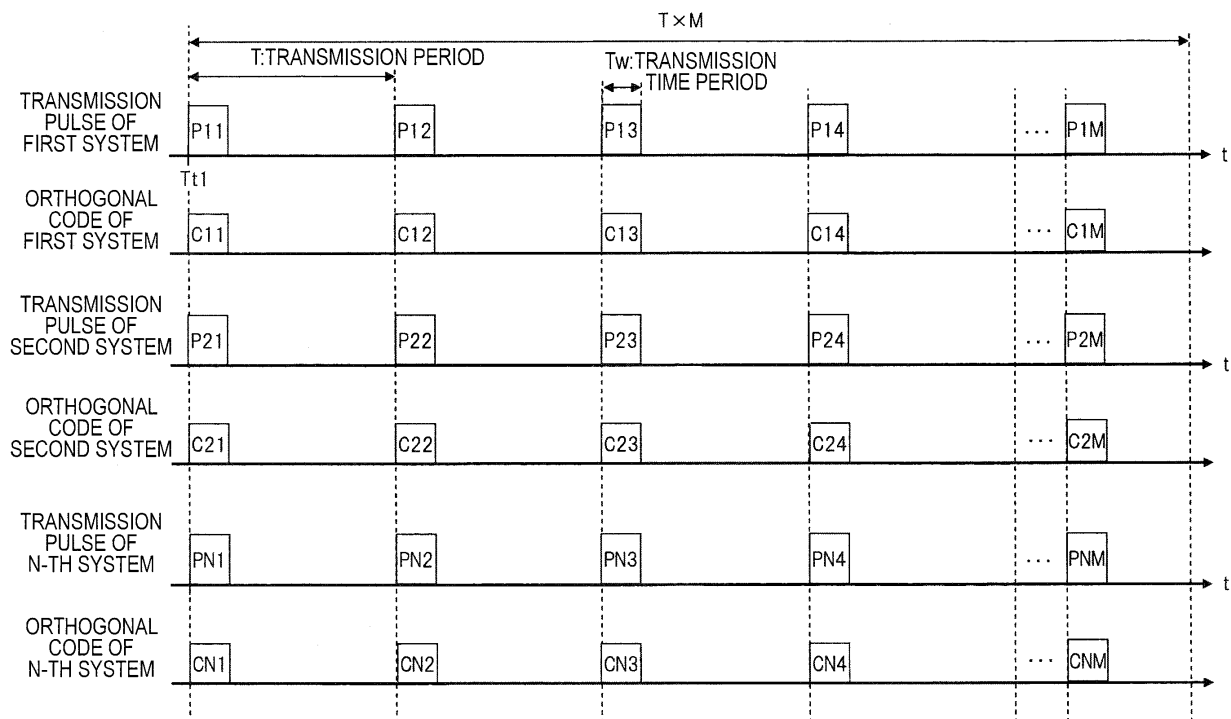 T×M
T:TRANSMISSION PERIOD
Tw:TRANSMISSION
TIME PERIOD
TRANSMISSION
PULSE OF
FIRST SYSTEM
P11 P12 P13 P14 ... P1M t
Tt1
ORTHOGONAL
CODE OF
FIRST SYSTEM
C11 C12 C13 C14 ... C1M
TRANSMISSION
PULSE OF
SECOND SYSTEM
P21 P22 P23 P24 ... P2M t
ORTHOGONAL
CODE OF
SECOND SYSTEM
C21 C22 C23 C24 ... C2M
TRANSMISSION
PULSE OF
N-TH SYSTEM
PN1 PN2 PN3 PN4 ... PNM t
ORTHOGONAL
CODE OF
N-TH SYSTEM
CN1 CN2 CN3 CN4 ... CNM